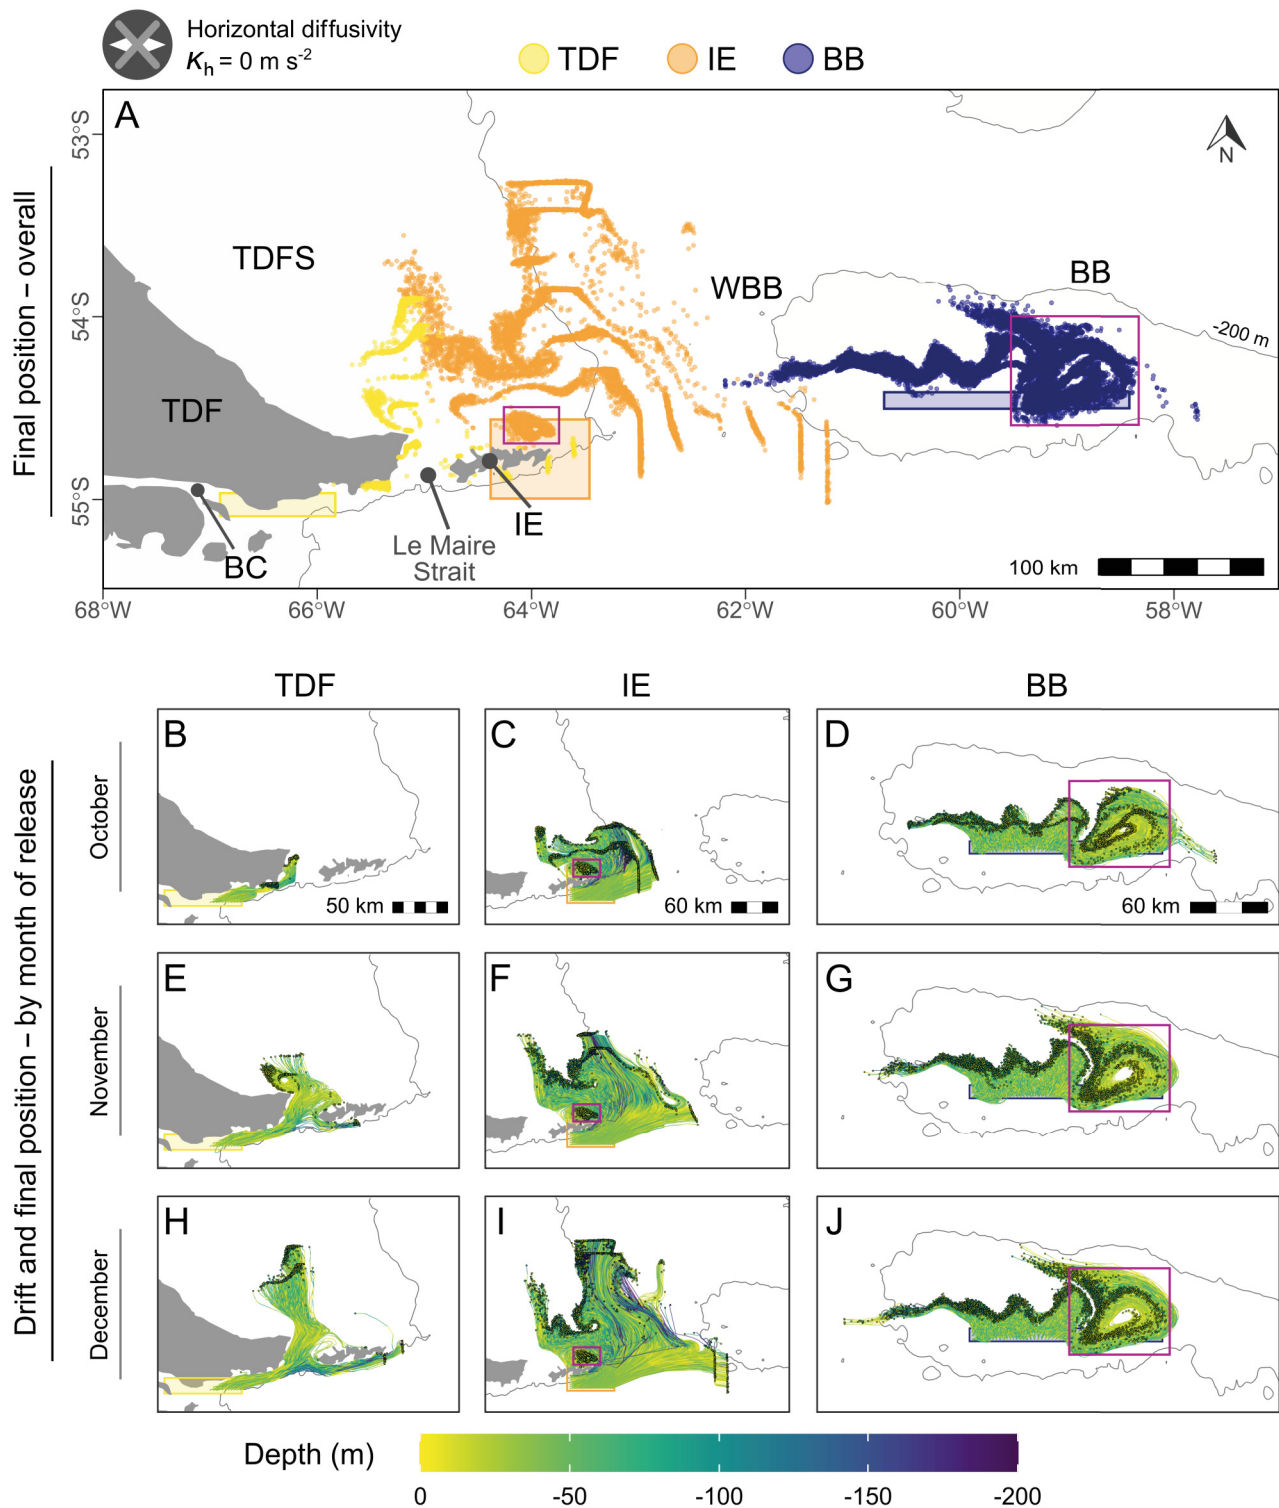 Horizontal diffusivity
Kh = 0 m s-2
TDF
IE
BB
Final position – overall
A
53°S
54°S
55°S
N
TDFS
WBB
BB
-200 m
TDF
IE
Le Maire
Strait
BC
100 km
68°W
66°W
64°W
62°W
60°W
58°W
TDF
IE
BB
Drift and final position – by month of release
October
B
50 km
C
60 km
D
60 km
November
E
F
G
December
H
I
J
Depth (m)
0
-50
-100
-150
-200